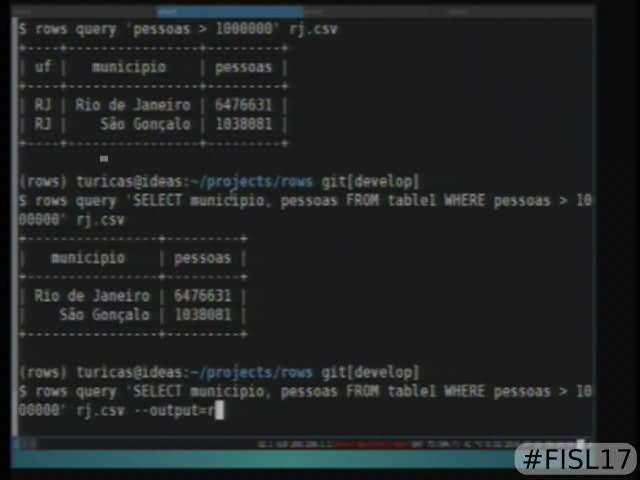 $ rows query 'pessoas > 1000000' rj.csv
+----+----------------+---------+
| uf |   municipio    | pessoas |
+----+----------------+---------+
| RJ | Rio de Janeiro | 6476631 |
| RJ |    São Gonçalo | 1038081 |
+----+----------------+---------+
(rows) turicas@ideas:~/projects/rows git[develop]
$ rows query 'SELECT municipio, pessoas FROM table1 WHERE pessoas > 10
00000' rj.csv
+----------------+---------+
|   municipio    | pessoas |
+----------------+---------+
| Rio de Janeiro | 6476631 |
|    São Gonçalo | 1038081 |
+----------------+---------+
(rows) turicas@ideas:~/projects/rows git[develop]
$ rows query 'SELECT municipio, pessoas FROM table1 WHERE pessoas > 10
00000' rj.csv --output=r
#FISL17